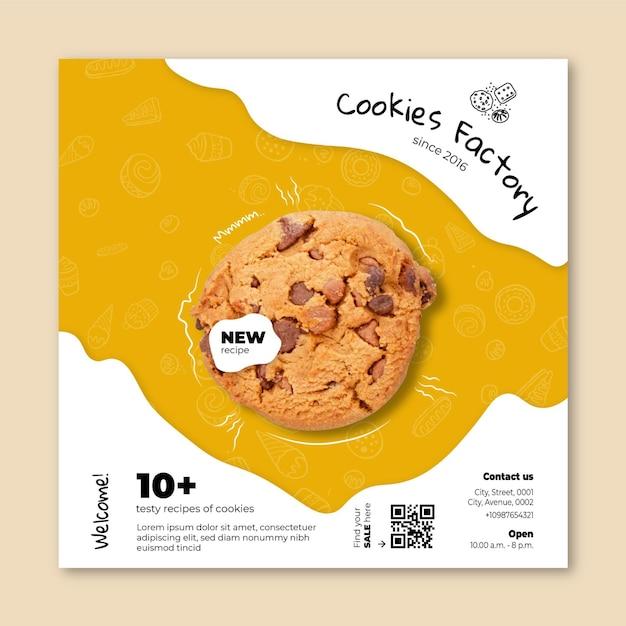 Cookies Factory
since 2016
Mmmm...
NEW
recipe
Welcome!
10+
testy recipes of cookies
Lorem ipsum dolor sit amet, consectetuer
adipiscing elit, sed diam nonummy nibh
euismod tincidunt
Find your
SALE here
Contact us
City, Street, 0001
City, Avenue, 0002
+10987654321
Open
10.00 a.m. - 8 p.m.